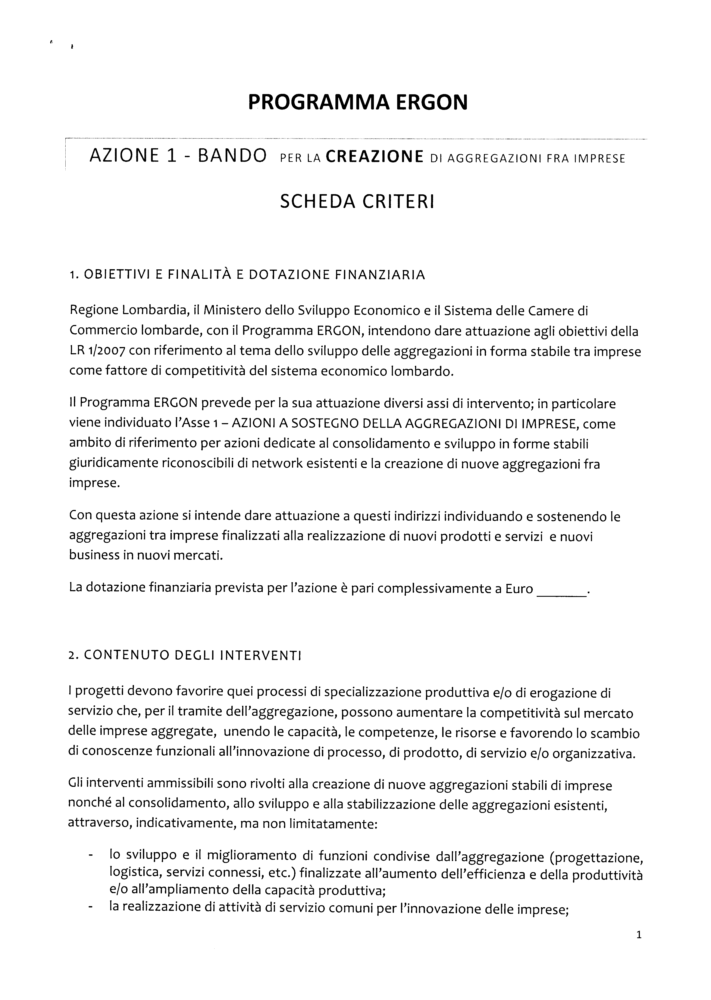 PROGRAMMA ERGON
AZIONE 1 - BANDO PER LA CREAZIONE DI AGGREGAZIONI FRA IMPRESE
SCHEDA CRITERI
1. OBIETTIVI E FINALITÀ E DOTAZIONE FINANZIARIA
Regione Lombardia, il Ministero dello Sviluppo Economico e il Sistema delle Camere di
Commercio lombarde, con il Programma ERGON, intendono dare attuazione agli obiettivi della
LR 1/2007 con riferimento al tema dello sviluppo delle aggregazioni in forma stabile tra imprese
come fattore di competitività del sistema economico lombardo.
Il Programma ERGON prevede per la sua attuazione diversi assi di intervento; in particolare
viene individuato l'Asse 1 – AZIONI A SOSTEGNO DELLA AGGREGAZIONI DI IMPRESE, come
ambito di riferimento per azioni dedicate al consolidamento e sviluppo in forme stabili
giuridicamente riconoscibili di network esistenti e la creazione di nuove aggregazioni fra
imprese.
Con questa azione si intende dare attuazione a questi indirizzi individuando e sostenendo le
aggregazioni tra imprese finalizzati alla realizzazione di nuovi prodotti e servizi e nuovi
business in nuovi mercati.
La dotazione finanziaria prevista per l'azione è pari complessivamente a Euro _______.
2. CONTENUTO DEGLI INTERVENTI
I progetti devono favorire quei processi di specializzazione produttiva e/o di erogazione di
servizio che, per il tramite dell'aggregazione, possono aumentare la competitività sul mercato
delle imprese aggregate, unendo le capacità, le competenze, le risorse e favorendo lo scambio
di conoscenze funzionali all'innovazione di processo, di prodotto, di servizio e/o organizzativa.
Gli interventi ammissibili sono rivolti alla creazione di nuove aggregazioni stabili di imprese
nonché al consolidamento, allo sviluppo e alla stabilizzazione delle aggregazioni esistenti,
attraverso, indicativamente, ma non limitatamente:
- lo sviluppo e il miglioramento di funzioni condivise dall'aggregazione (progettazione,
logistica, servizi connessi, etc.) finalizzate all'aumento dell'efficienza e della produttività
e/o all'ampliamento della capacità produttiva;
- la realizzazione di attività di servizio comuni per l'innovazione delle imprese;
1